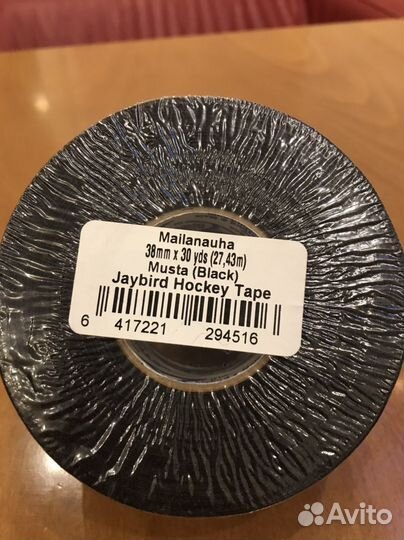 Mailanauha
38mm x 30 yds (27,43m)
Musta (Black)
Jaybird Hockey Tape
6 417221 294516
Avito